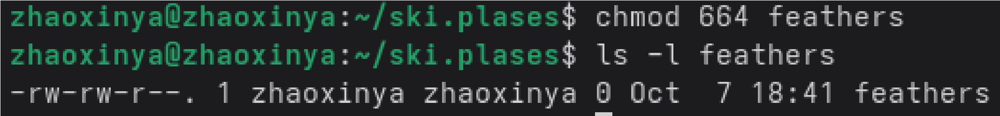 zhaoxinya@zhaoxinya:~/ski.plases$ chmod 664 feathers
zhaoxinya@zhaoxinya:~/ski.plases$ ls -l feathers
-rw-rw-r--. 1 zhaoxinya zhaoxinya 0 Oct  7 18:41 feathers